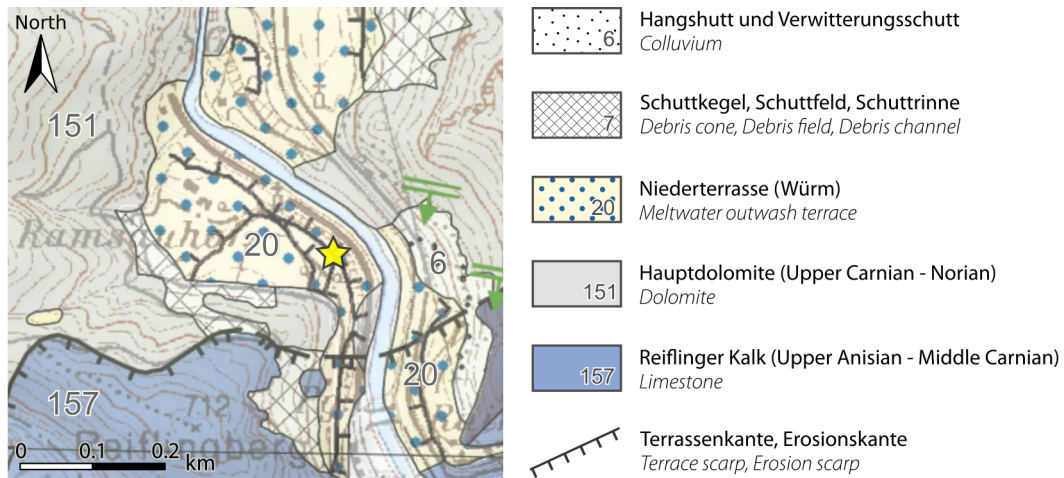 North
151
20
6
20
157
712
0 0.1 0.2
km
6
Hangshutt und Verwitterungsschutt
Colluvium
7
Schuttkegel, Schuttfeld, Schuttrinne
Debris cone, Debris field, Debris channel
20
Niederterrasse (Würm)
Meltwater outwash terrace
151
Hauptdolomite (Upper Carnian - Norian)
Dolomite
157
Reiflinger Kalk (Upper Anisian - Middle Carnian)
Limestone
Terrassenkante, Erosionskante
Terrace scarp, Erosion scarp